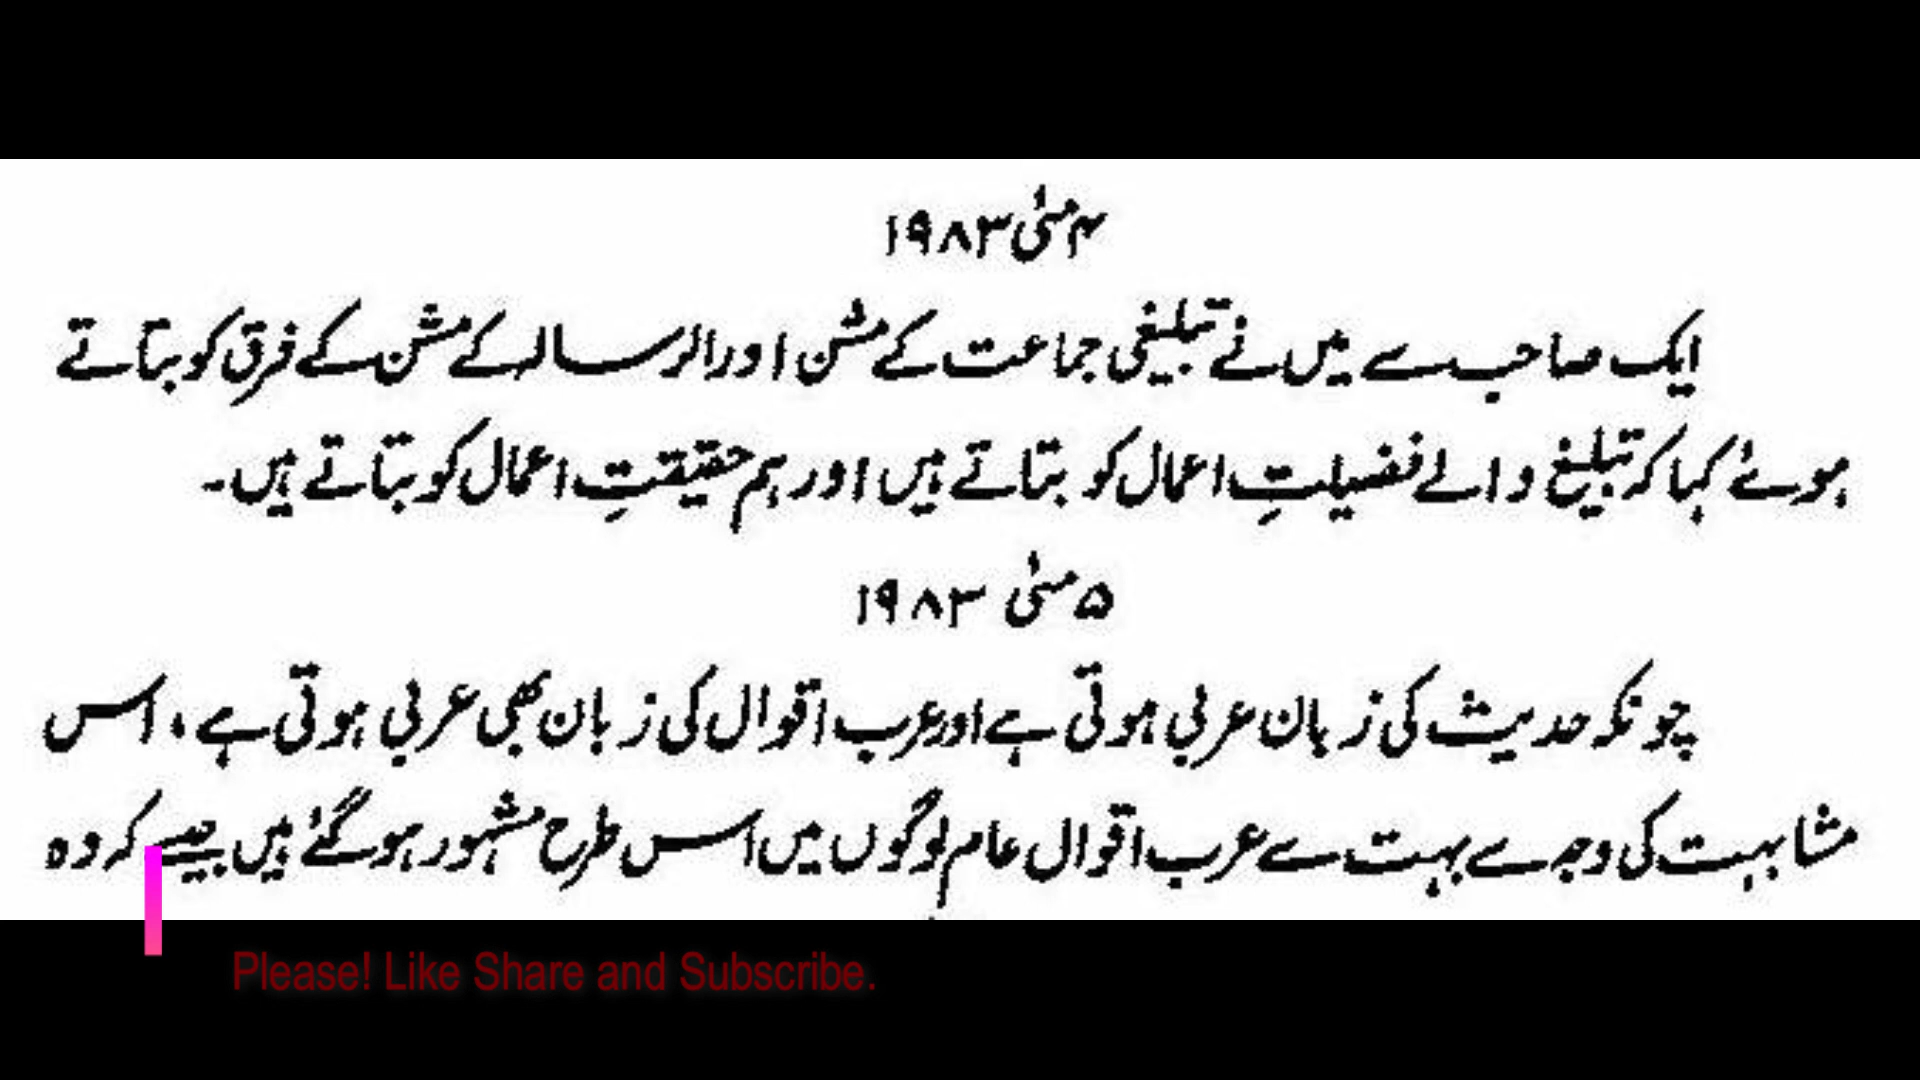 ۴ مئی ۱۹۸۳
ایک صاحب سے میں نے تبلیغی جماعت کے مشن اور الرسالہ کے مشن کے فرق کو بتاتے
ہوئے کہا کہ تبلیغ والے فضیلتِ اعمال کو بتاتے ہیں اور ہم حقیقتِ اعمال کو بتاتے ہیں۔
۵ مئی ۱۹۸۳
چونکہ حدیث کی زبان عربی ہوتی ہے اور عرب اقوال کی زبان بھی عربی ہوتی ہے، اس
مشابہت کی وجہ سے بہت سے عرب اقوال عام لوگوں میں اس طرح مشہور ہوگئے ہیں جیسے کہ وہ
Please! Like Share and Subscribe.